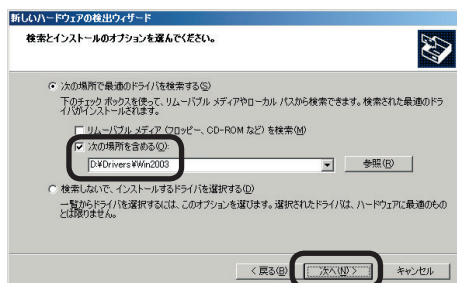 新しいハードウェアの検出ウィザード
検索とインストールのオプションを選んでください。
次の場所で最適のドライバを検索する(S)
下のチェック ボックスを使って、リムーバブル メディアやローカル パスから検索できます。検索された最適のドラ
イバがインストールされます。
リムーバブル メディア (フロッピー、CD-ROM など) を検索(M)
次の場所を含める(O):
D:¥Drivers¥Win2003
参照(R)
検索しないで、インストールするドライバを選択する(D)
一覧からドライバを選択するには、このオプションを選びます。選択されたドライバは、ハードウェアに最適のもの
とは限りません。
< 戻る(B)
次へ(N) >
キャンセル